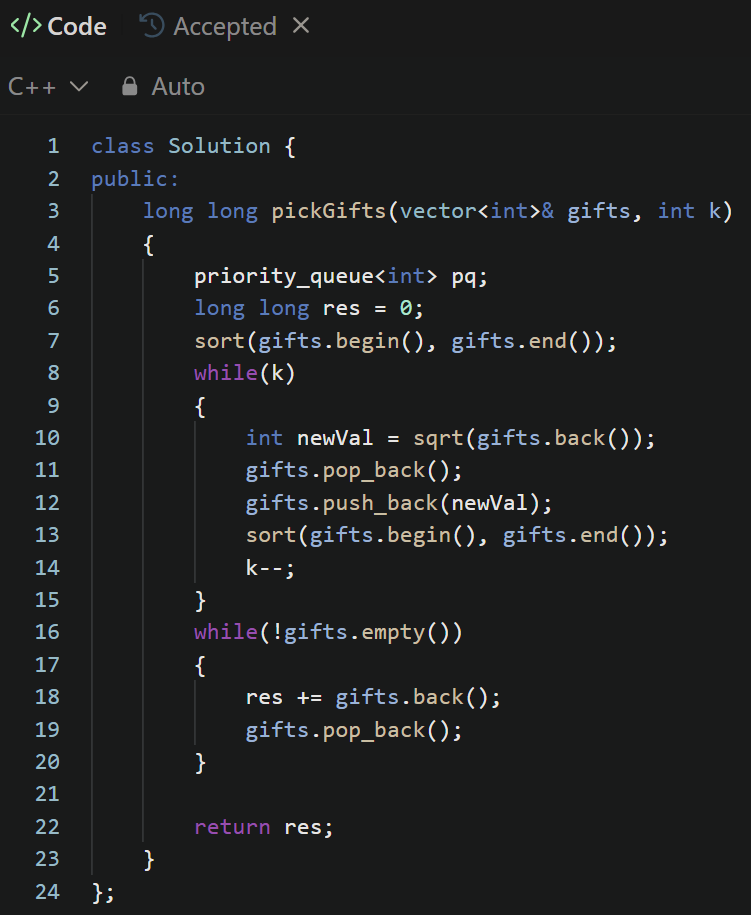 </> Code Accepted ×
C++ Auto
1 class Solution {
2 public:
3     long long pickGifts(vector<int>& gifts, int k)
4     {
5         priority_queue<int> pq;
6         long long res = 0;
7         sort(gifts.begin(), gifts.end());
8         while(k)
9         {
10             int newVal = sqrt(gifts.back());
11             gifts.pop_back();
12             gifts.push_back(newVal);
13             sort(gifts.begin(), gifts.end());
14             k--;
15         }
16         while(!gifts.empty())
17         {
18             res += gifts.back();
19             gifts.pop_back();
20         }
21
22         return res;
23     }
24 };